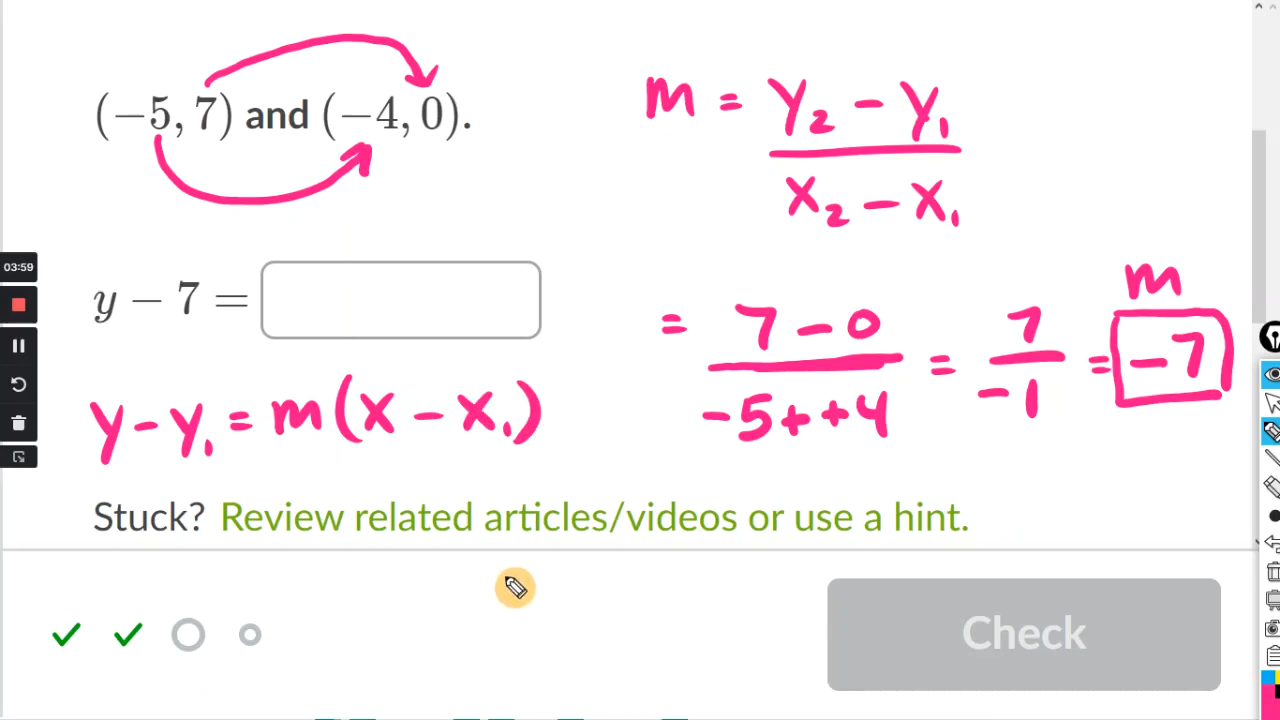 (−5, 7) and (−4, 0).
m = y₂ − y₁
x₂ − x₁
03:59
y − 7 =
m
= 7 − 0 = 7 = −7
−5 + +4 −1
y − y₁ = m(x − x₁)
Stuck? Review related articles/videos or use a hint.
Check